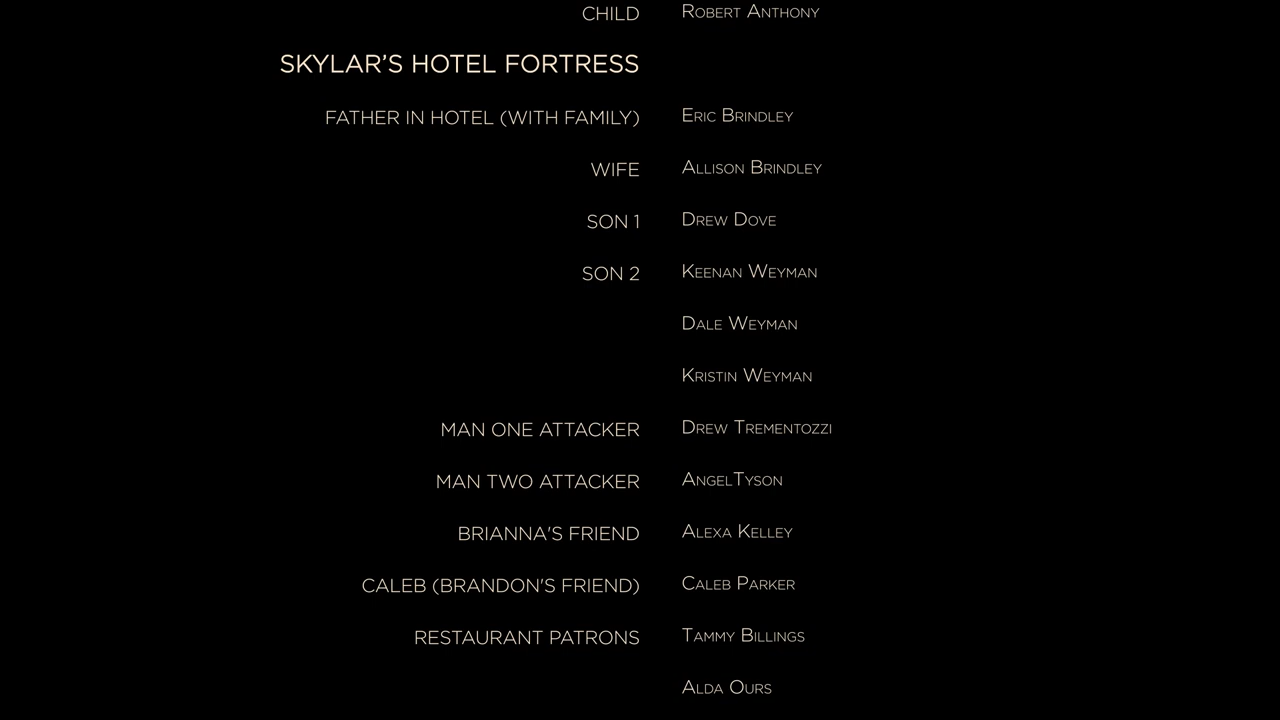 CHILD Robert Anthony
SKYLAR’S HOTEL FORTRESS
FATHER IN HOTEL (WITH FAMILY) Eric Brindley
WIFE Allison Brindley
SON 1 Drew Dove
SON 2 Keenan Weyman
Dale Weyman
Kristin Weyman
MAN ONE ATTACKER Drew Trementozzi
MAN TWO ATTACKER AngelTyson
BRIANNA'S FRIEND Alexa Kelley
CALEB (BRANDON'S FRIEND) Caleb Parker
RESTAURANT PATRONS Tammy Billings
Alda Ours